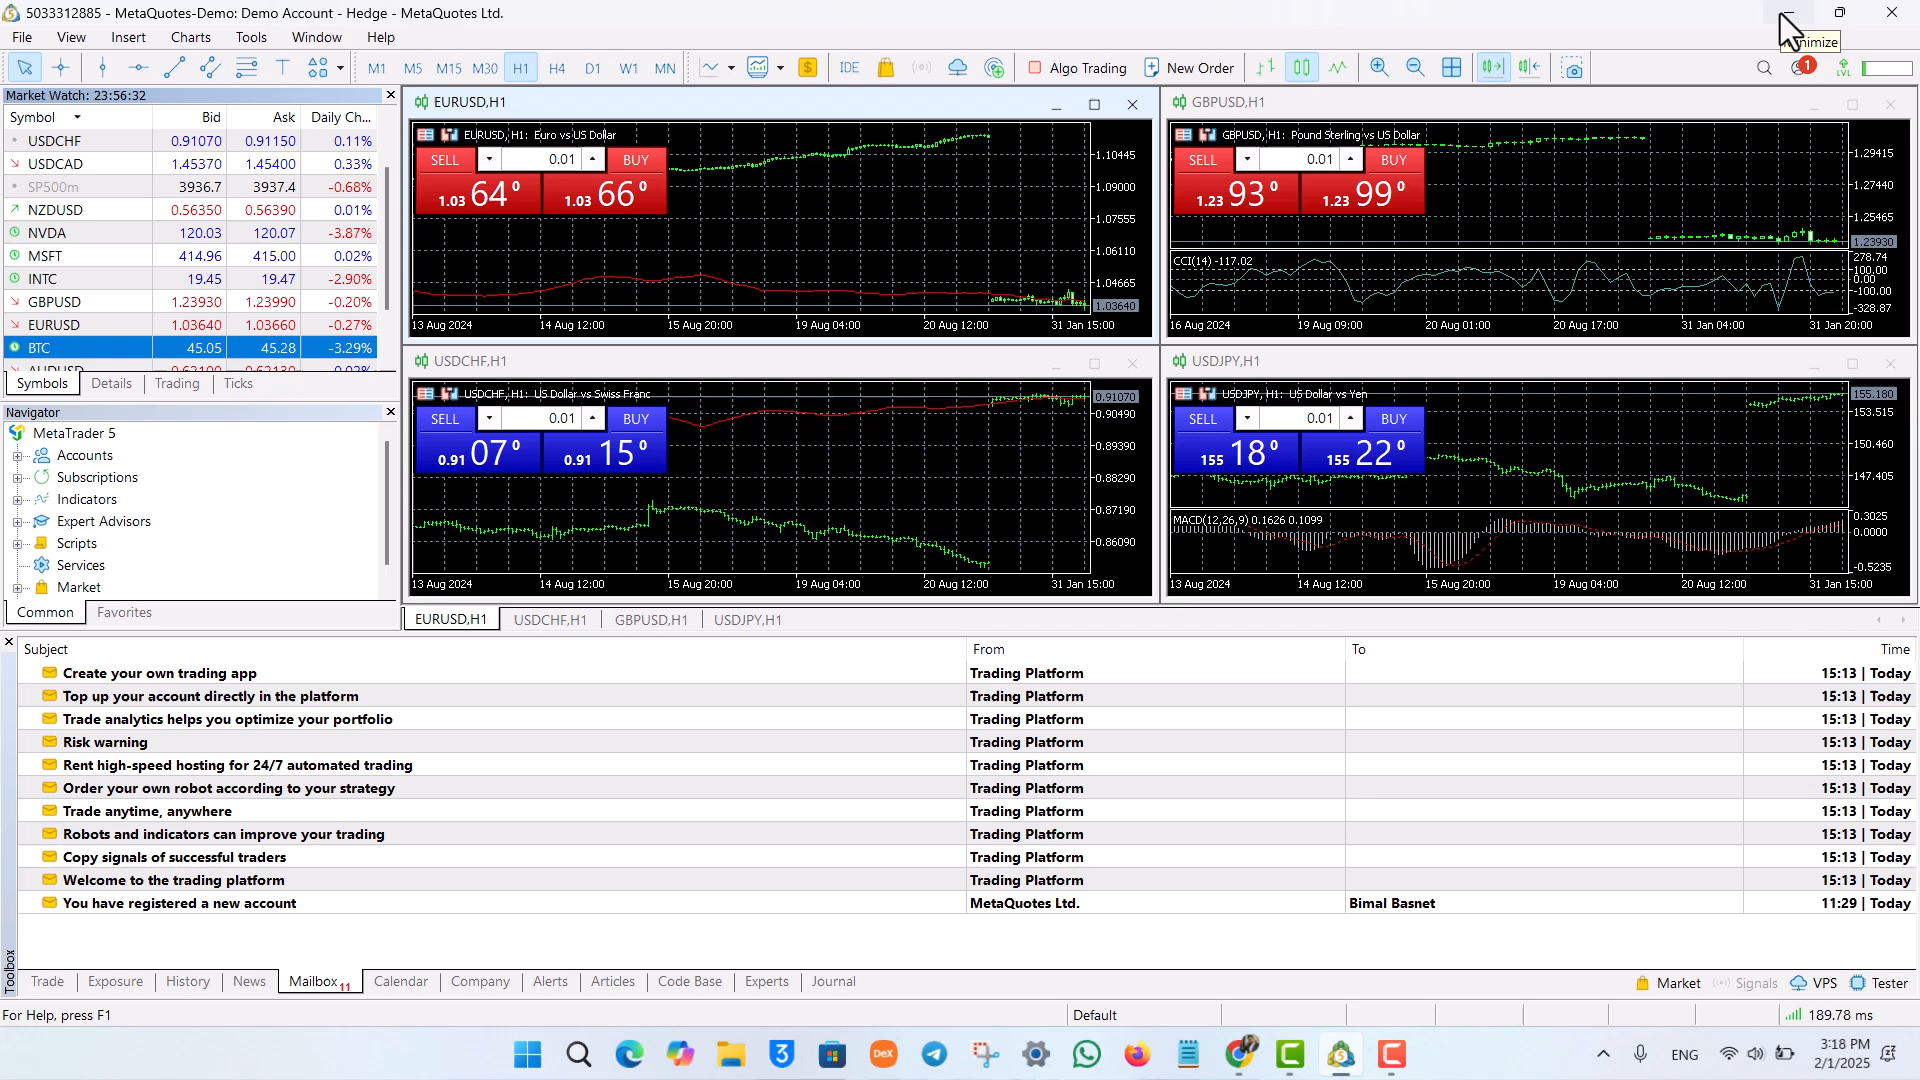 5033312885 - MetaQuotes-Demo: Demo Account - Hedge - MetaQuotes Ltd.
File View Insert Charts Tools Window Help
M1 M5 M15 M30 H1 H4 D1 W1 MN IDE Algo Trading New Order 1 LVL
Market Watch: 23:56:32
Symbol Bid Ask Daily Ch...
USDCHF 0.91070 0.91150 0.11%
USDCAD 1.45370 1.45400 0.33%
SP500m 3936.7 3937.4 -0.68%
NZDUSD 0.56350 0.56390 0.01%
NVDA 120.03 120.07 -3.87%
MSFT 414.96 415.00 0.02%
INTC 19.45 19.47 -2.90%
GBPUSD 1.23930 1.23990 -0.20%
EURUSD 1.03640 1.03660 -0.27%
BTC 45.05 45.28 -3.29%
Symbols Details Trading Ticks
Navigator
MetaTrader 5
Accounts
Subscriptions
Indicators
Expert Advisors
Scripts
Services
Market
Common Favorites
EURUSD,H1
EURUSD, H1: Euro vs US Dollar
SELL 0.01 BUY
1.03 64 0 1.03 66 0
1.10445
1.09000
1.07555
1.06110
1.04665
1.03640
13 Aug 2024 14 Aug 12:00 15 Aug 20:00 19 Aug 04:00 20 Aug 12:00 31 Jan 15:00
GBPUSD,H1
GBPUSD, H1: Pound Sterling vs US Dollar
SELL 0.01 BUY
1.23 93 0 1.23 99 0
1.29415
1.27440
1.25465
1.23930
CCI(14) -117.02
278.74
100.00
0.00
-100.00
-328.87
16 Aug 2024 19 Aug 09:00 20 Aug 01:00 20 Aug 17:00 31 Jan 04:00 31 Jan 20:00
USDCHF,H1
USDCHF, H1: US Dollar vs Swiss Franc
SELL 0.01 BUY
0.91 07 0 0.91 15 0
0.91070
0.90490
0.89390
0.88290
0.87190
0.86090
13 Aug 2024 14 Aug 12:00 15 Aug 20:00 19 Aug 04:00 20 Aug 12:00 31 Jan 15:00
USDJPY,H1
USDJPY, H1: US Dollar vs Yen
SELL 0.01 BUY
155 18 0 155 22 0
155.180
153.515
150.460
147.405
MACD(12,26,9) 0.1626 0.1099
0.3025
0.0000
-0.5235
13 Aug 2024 14 Aug 12:00 15 Aug 20:00 19 Aug 04:00 20 Aug 12:00 31 Jan 15:00
EURUSD,H1 USDCHF,H1 GBPUSD,H1 USDJPY,H1
Subject From To Time
Create your own trading app Trading Platform 15:13 | Today
Top up your account directly in the platform Trading Platform 15:13 | Today
Trade analytics helps you optimize your portfolio Trading Platform 15:13 | Today
Risk warning Trading Platform 15:13 | Today
Rent high-speed hosting for 24/7 automated trading Trading Platform 15:13 | Today
Order your own robot according to your strategy Trading Platform 15:13 | Today
Trade anytime, anywhere Trading Platform 15:13 | Today
Robots and indicators can improve your trading Trading Platform 15:13 | Today
Copy signals of successful traders Trading Platform 15:13 | Today
Welcome to the trading platform Trading Platform 15:13 | Today
You have registered a new account MetaQuotes Ltd. Bimal Basnet 11:29 | Today
Toolbox
Trade Exposure History News Mailbox 11 Calendar Company Alerts Articles Code Base Experts Journal Market Signals VPS Tester
For Help, press F1 Default 189.78 ms
DeX 3 ENG 3:18 PM
2/1/2025